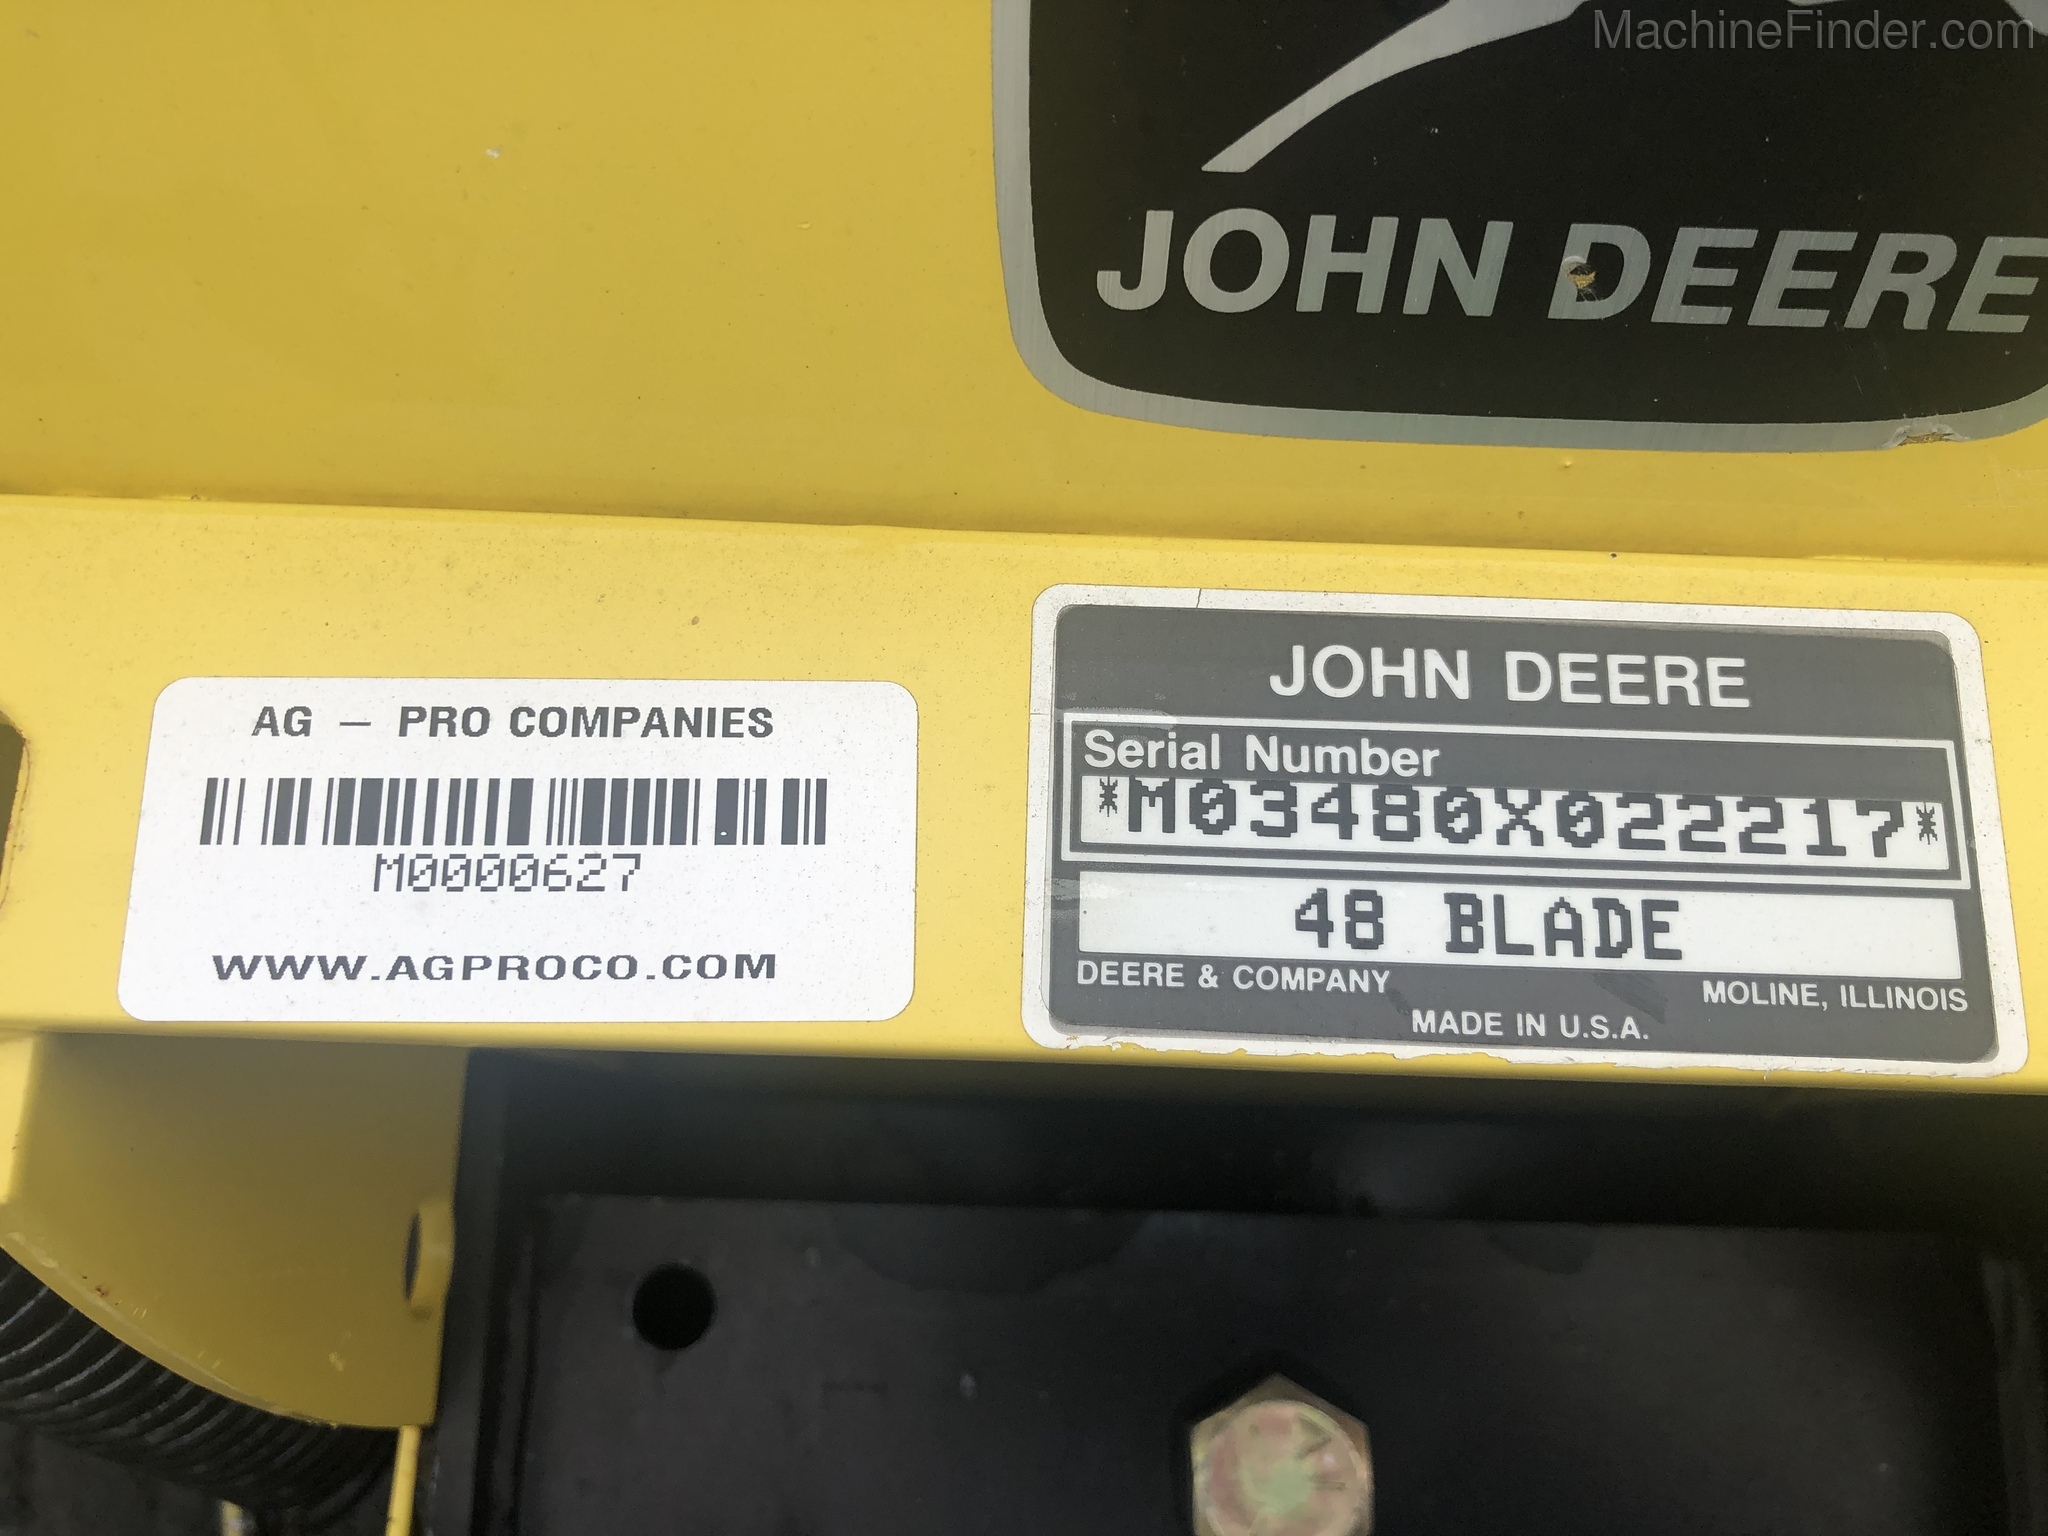 MachineFinder.com
JOHN DEERE
AG - PRO COMPANIES
M0000627
WWW.AGPROCO.COM
JOHN DEERE
Serial Number
*M03480X022217*
48 BLADE
DEERE & COMPANY
MOLINE, ILLINOIS
MADE IN U.S.A.